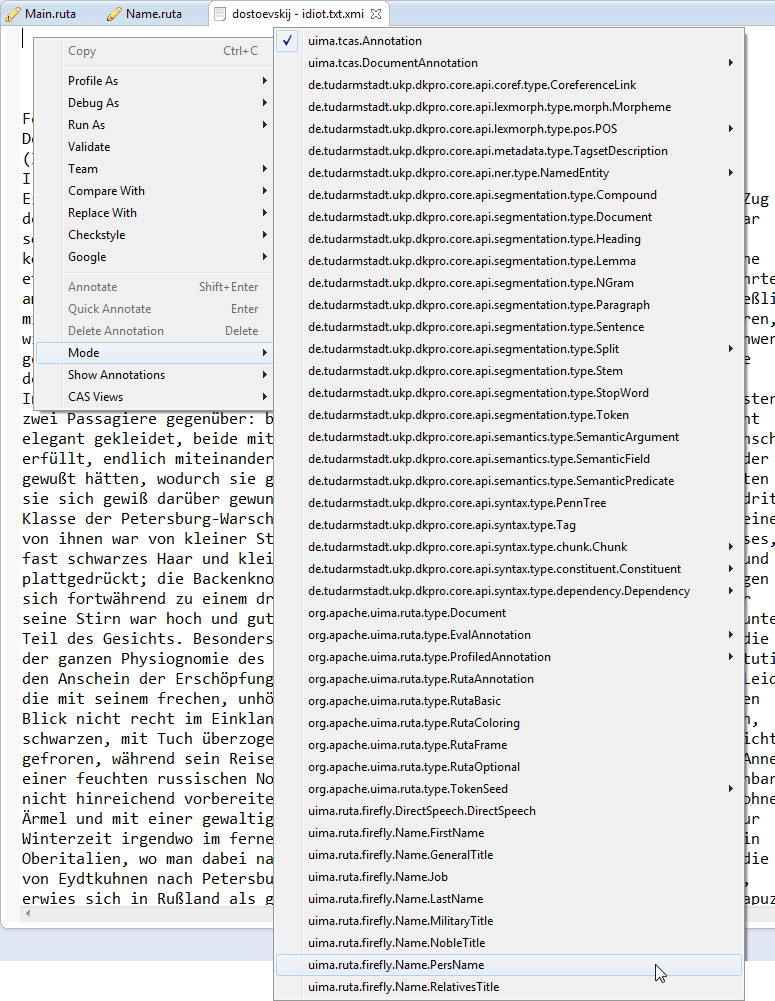 Main.ruta Name.ruta dostoevskij - idiot.txt.xmi
Copy Ctrl+C
Profile As
Debug As
Run As
Validate
Team
Compare With
Replace With
Checkstyle
Google
Annotate Shift+Enter
Quick Annotate Enter
Delete Annotation Delete
Mode
Show Annotations
CAS Views
uima.tcas.Annotation
uima.tcas.DocumentAnnotation
de.tudarmstadt.ukp.dkpro.core.api.coref.type.CoreferenceLink
de.tudarmstadt.ukp.dkpro.core.api.lexmorph.type.morph.Morpheme
de.tudarmstadt.ukp.dkpro.core.api.lexmorph.type.pos.POS
de.tudarmstadt.ukp.dkpro.core.api.metadata.type.TagsetDescription
de.tudarmstadt.ukp.dkpro.core.api.ner.type.NamedEntity
de.tudarmstadt.ukp.dkpro.core.api.segmentation.type.Compound
de.tudarmstadt.ukp.dkpro.core.api.segmentation.type.Document
de.tudarmstadt.ukp.dkpro.core.api.segmentation.type.Heading
de.tudarmstadt.ukp.dkpro.core.api.segmentation.type.Lemma
de.tudarmstadt.ukp.dkpro.core.api.segmentation.type.NGram
de.tudarmstadt.ukp.dkpro.core.api.segmentation.type.Paragraph
de.tudarmstadt.ukp.dkpro.core.api.segmentation.type.Sentence
de.tudarmstadt.ukp.dkpro.core.api.segmentation.type.Split
de.tudarmstadt.ukp.dkpro.core.api.segmentation.type.Stem
de.tudarmstadt.ukp.dkpro.core.api.segmentation.type.StopWord
de.tudarmstadt.ukp.dkpro.core.api.segmentation.type.Token
de.tudarmstadt.ukp.dkpro.core.api.semantics.type.SemanticArgument
de.tudarmstadt.ukp.dkpro.core.api.semantics.type.SemanticField
de.tudarmstadt.ukp.dkpro.core.api.semantics.type.SemanticPredicate
de.tudarmstadt.ukp.dkpro.core.api.syntax.type.PennTree
de.tudarmstadt.ukp.dkpro.core.api.syntax.type.Tag
de.tudarmstadt.ukp.dkpro.core.api.syntax.type.chunk.Chunk
de.tudarmstadt.ukp.dkpro.core.api.syntax.type.constituent.Constituent
de.tudarmstadt.ukp.dkpro.core.api.syntax.type.dependency.Dependency
org.apache.uima.ruta.type.Document
org.apache.uima.ruta.type.EvalAnnotation
org.apache.uima.ruta.type.ProfiledAnnotation
org.apache.uima.ruta.type.RutaAnnotation
org.apache.uima.ruta.type.RutaBasic
org.apache.uima.ruta.type.RutaColoring
org.apache.uima.ruta.type.RutaFrame
org.apache.uima.ruta.type.RutaOptional
org.apache.uima.ruta.type.TokenSeed
uima.ruta.firefly.DirectSpeech.DirectSpeech
uima.ruta.firefly.Name.FirstName
uima.ruta.firefly.Name.GeneralTitle
uima.ruta.firefly.Name.Job
uima.ruta.firefly.Name.LastName
uima.ruta.firefly.Name.MilitaryTitle
uima.ruta.firefly.Name.NobleTitle
uima.ruta.firefly.Name.PersName
uima.ruta.firefly.Name.RelativesTitle
Zug
zwei Passagiere gegenüber: b nt
elegant gekleidet, beide mit nsch
erfüllt, endlich miteinander der
gewußt hätten, wodurch sie g ten
sie sich gewiß darüber gewun drit
Klasse der Petersburg-Warsch eine
von ihnen war von kleiner St ses,
fast schwarzes Haar und klei und
plattgedrückt; die Backenkno gen
sich fortwährend zu einem dr r
seine Stirn war hoch und gut unte
Teil des Gesichts. Besonders die
der ganzen Physiognomie des tuti
den Anschein der Erschöpfung Leid
die mit seinem frechen, unhö en
Blick nicht recht im Einklan n,
schwarzen, mit Tuch überzoge icht
gefroren, während sein Reise Anne
einer feuchten russischen No nbar
nicht hinreichend vorbereite ohne
Ärmel und mit einer gewaltig ur
Winterzeit irgendwo im ferne in
Oberitalien, wo man dabei na die
von Eydtkuhnen nach Petersbu ,
erwies sich in Rußland als g apuz